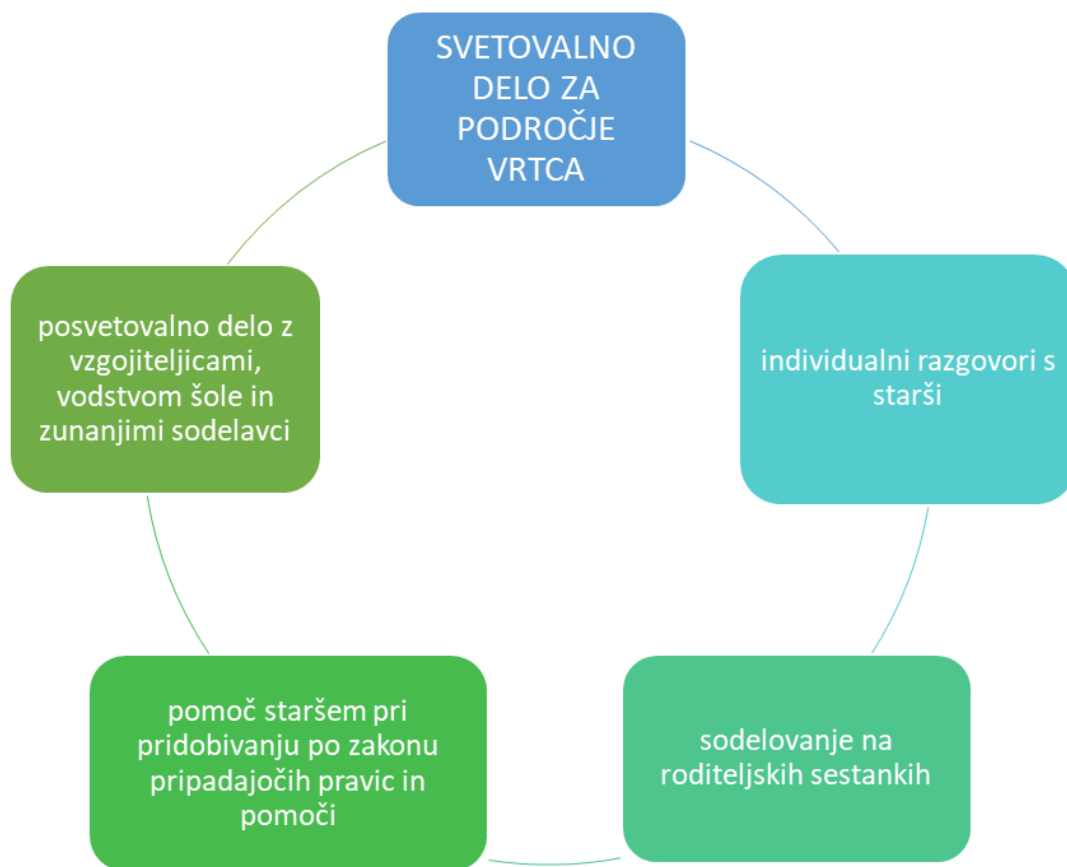 SVETOVALNO
DELO ZA
PODROČJE
VRTCA
individualni razgovori s
starši
sodelovanje na
roditeljskih sestankih
pomoč staršem pri
pridobivanju po zakonu
pripadajočih pravic in
pomoči
posvetovalno delo z
vzgojiteljicami,
vodstvom šole in
zunanjimi sodelavci